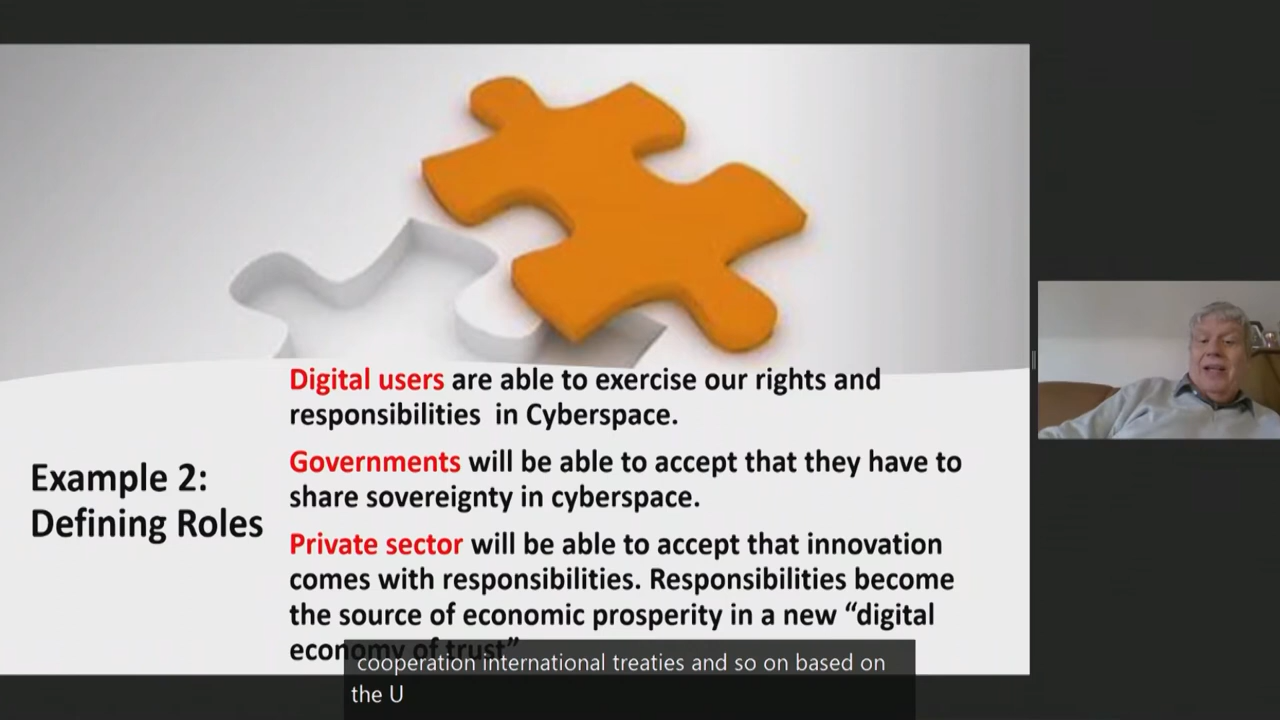 Digital users are able to exercise our rights and
responsibilities in Cyberspace.
Governments will be able to accept that they have to
share sovereignty in cyberspace.
Example 2:
Defining Roles
Private sector will be able to accept that innovation
comes with responsibilities. Responsibilities become
the source of economic prosperity in a new “digital
economy of trust”
cooperation international treaties and so on based on
the U